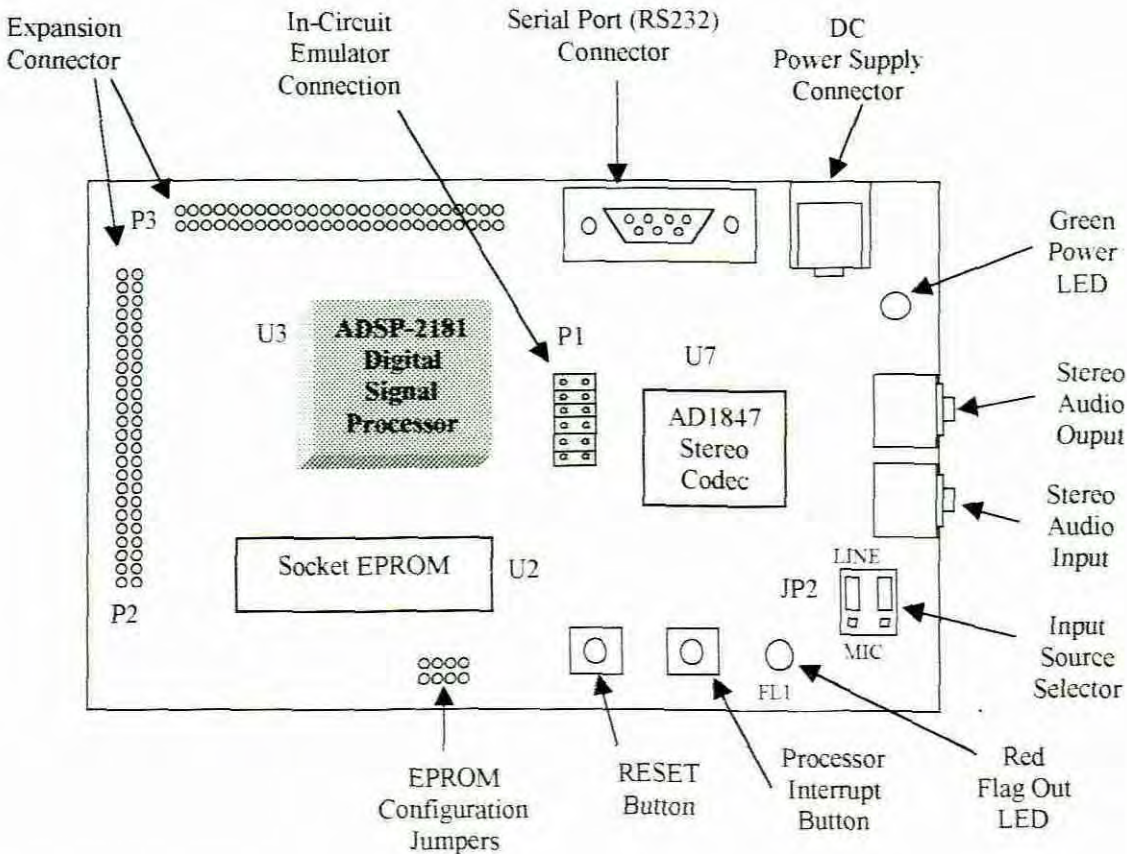 Expansion
Connector
In-Circuit
Emulator
Connection
Serial Port (RS232)
Connector
DC
Power Supply
Connector
P3
Green
Power
LED
U3
ADSP-2181
Digital
Signal
Processor
P1
U7
AD1847
Stereo
Codec
Stereo
Audio
Ouput
Stereo
Audio
Input
Socket EPROM
U2
LINE
JP2
MIC
P2
Input
Source
Selector
FL1
EPROM
Configuration
Jumpers
RESET
Button
Processor
Interrupt
Button
Red
Flag Out
LED